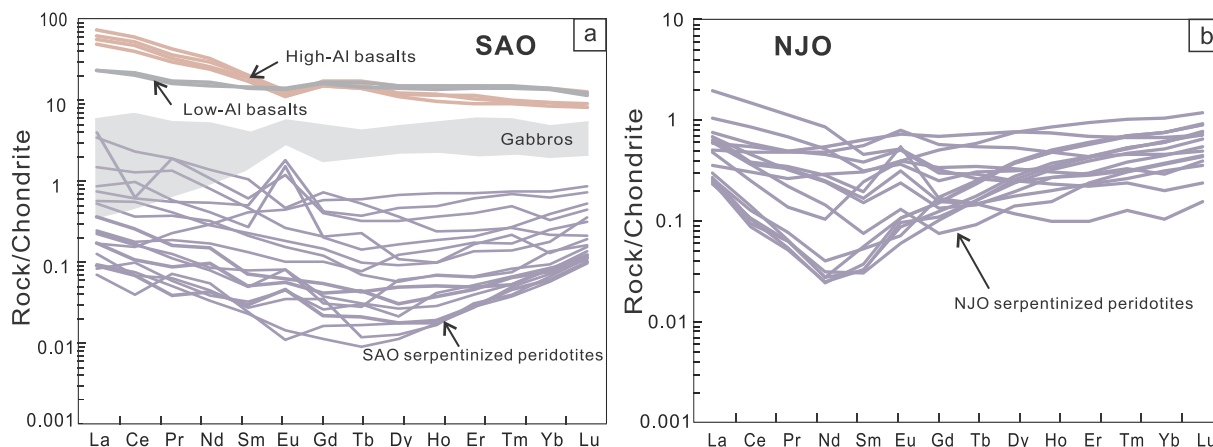 SAO
a
High-Al basalts
Low-Al basalts
Gabbros
SAO serpentinized peridotites
Rock/Chondrite
100
10
1
0.1
0.01
0.001
La Ce Pr Nd Sm Eu Gd Tb Dy Ho Er Tm Yb Lu
NJO
b
NJO serpentinized peridotites
Rock/Chondrite
10
1
0.1
0.01
0.001
La Ce Pr Nd Sm Eu Gd Tb Dy Ho Er Tm Yb Lu